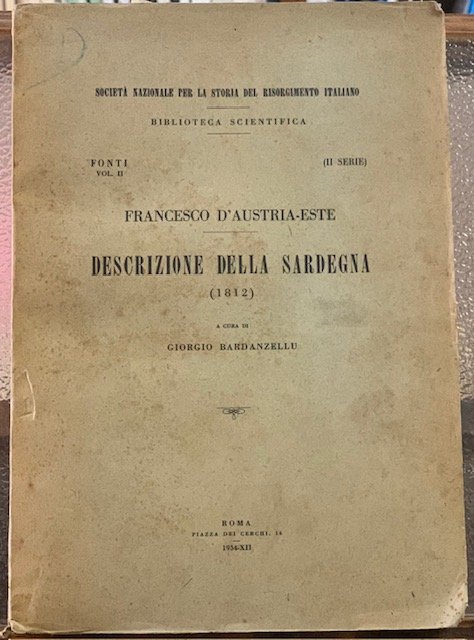 SOCIETÀ NAZIONALE PER LA STORIA DEL RISORGIMENTO ITALIANO
BIBLIOTECA SCIENTIFICA
FONTI
VOL. II
(II SERIE)
FRANCESCO D'AUSTRIA-ESTE
DESCRIZIONE DELLA SARDEGNA
(1812)
A CURA DI
GIORGIO BARDANZELLU
ROMA
PIAZZA DEI CERCHI, 16
1934-XII